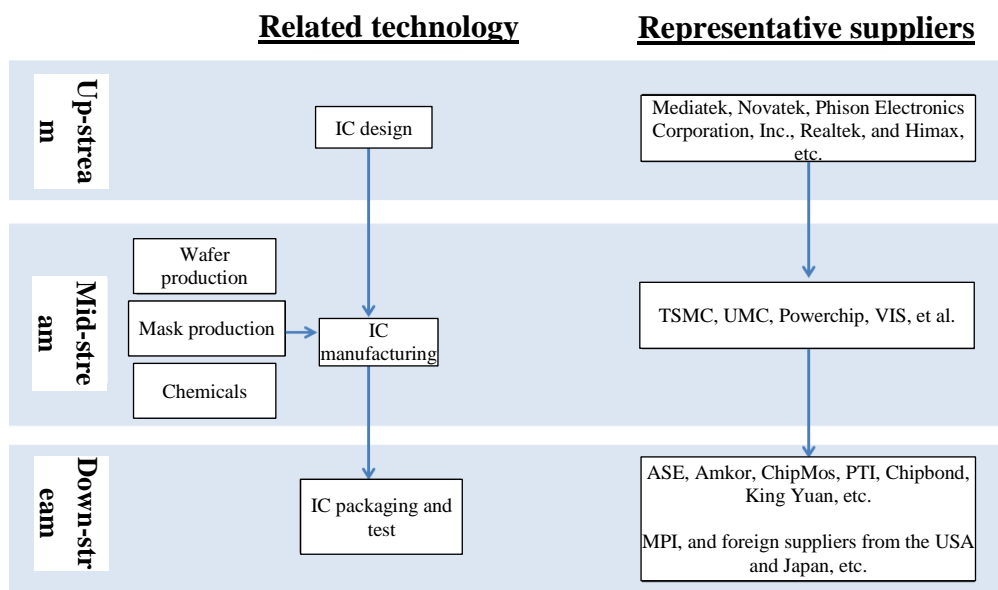 Related technology
Representative suppliers
Up-strea
m
IC design
Mediatek, Novatek, Phison Electronics
Corporation, Inc., Realtek, and Himax,
etc.
Mid-stre
am
Wafer
production
Mask production
Chemicals
IC
manufacturing
TSMC, UMC, Powerchip, VIS, et al.
Down-str
eam
IC packaging and
test
ASE, Amkor, ChipMos, PTI, Chipbond,
King Yuan, etc.
MPI, and foreign suppliers from the USA
and Japan, etc.